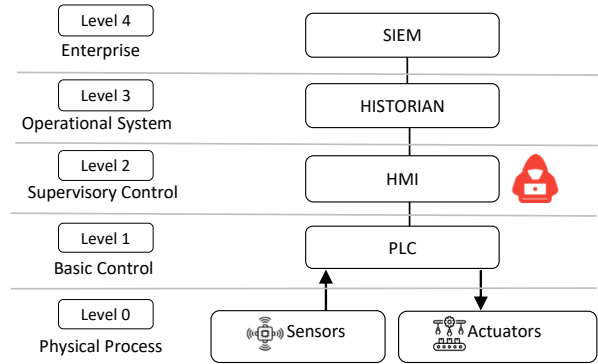 Level 4
Enterprise
SIEM
Level 3
Operational System
HISTORIAN
Level 2
Supervisory Control
HMI
Level 1
Basic Control
PLC
Level 0
Physical Process
Sensors
Actuators